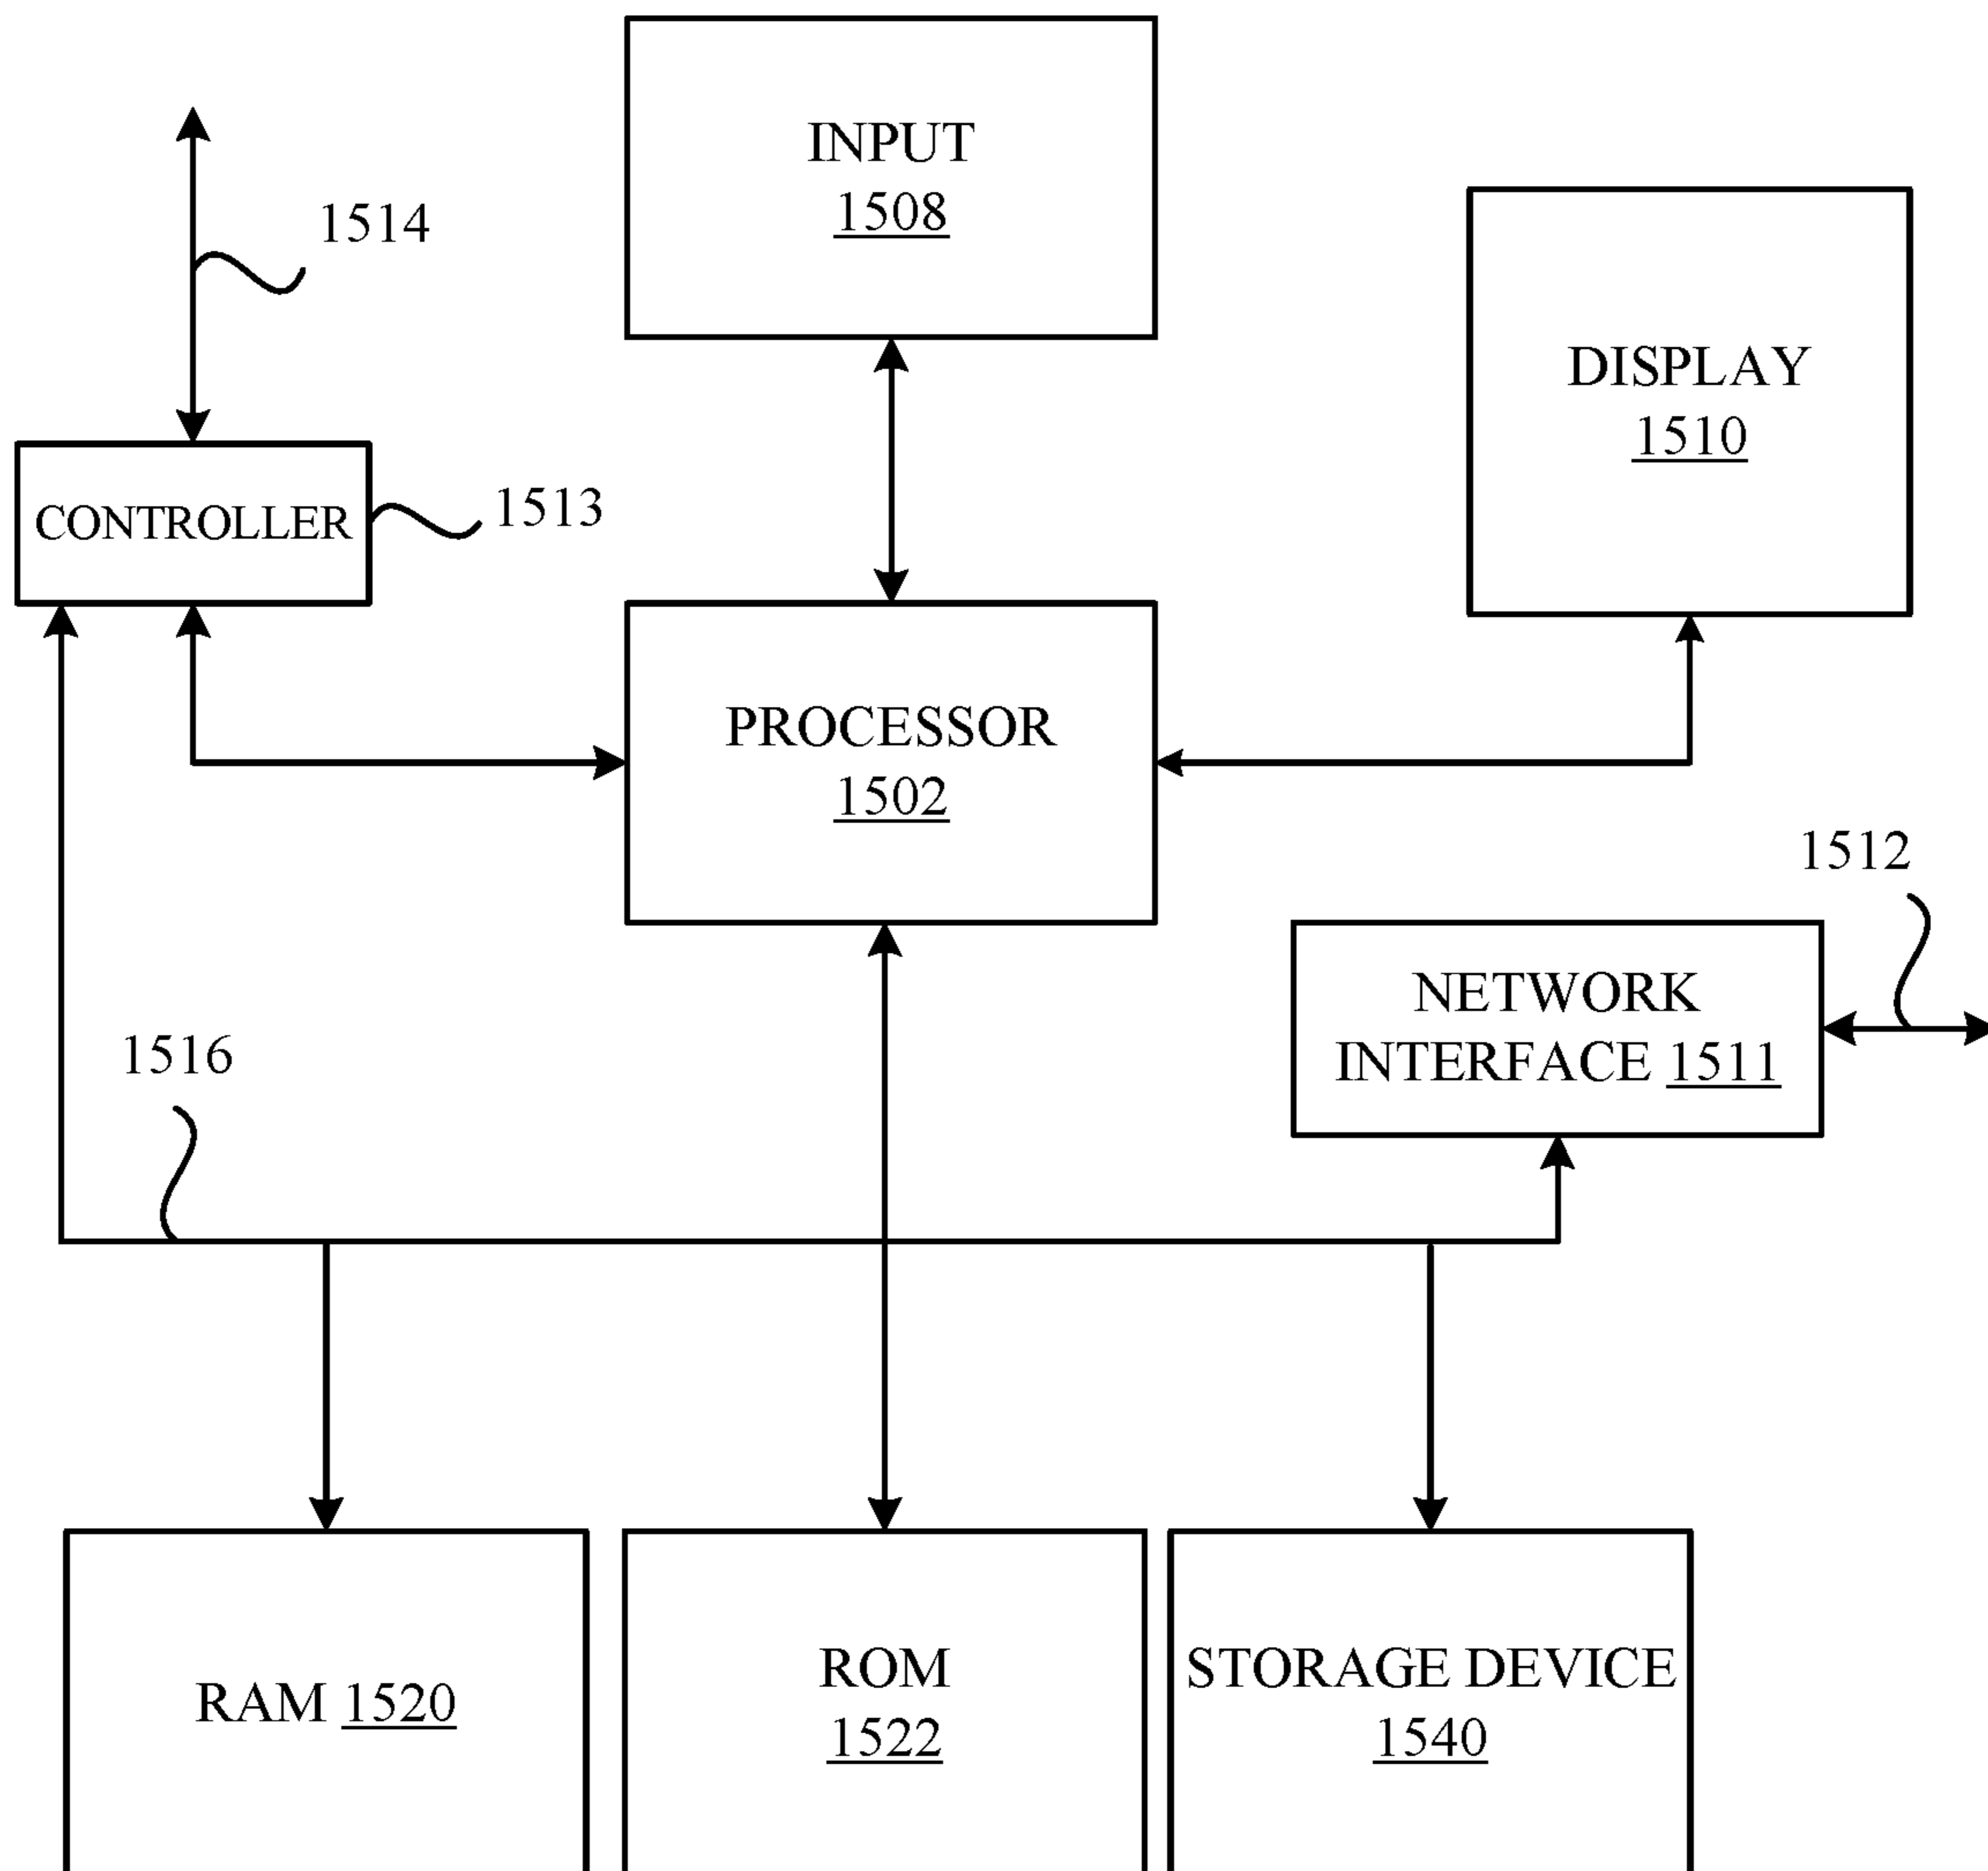 INPUT
1508
1514
DISPLAY
1510
CONTROLLER
1513
PROCESSOR
1502
1512
NETWORK
INTERFACE 1511
1516
RAM 1520
ROM
1522
STORAGE DEVICE
1540